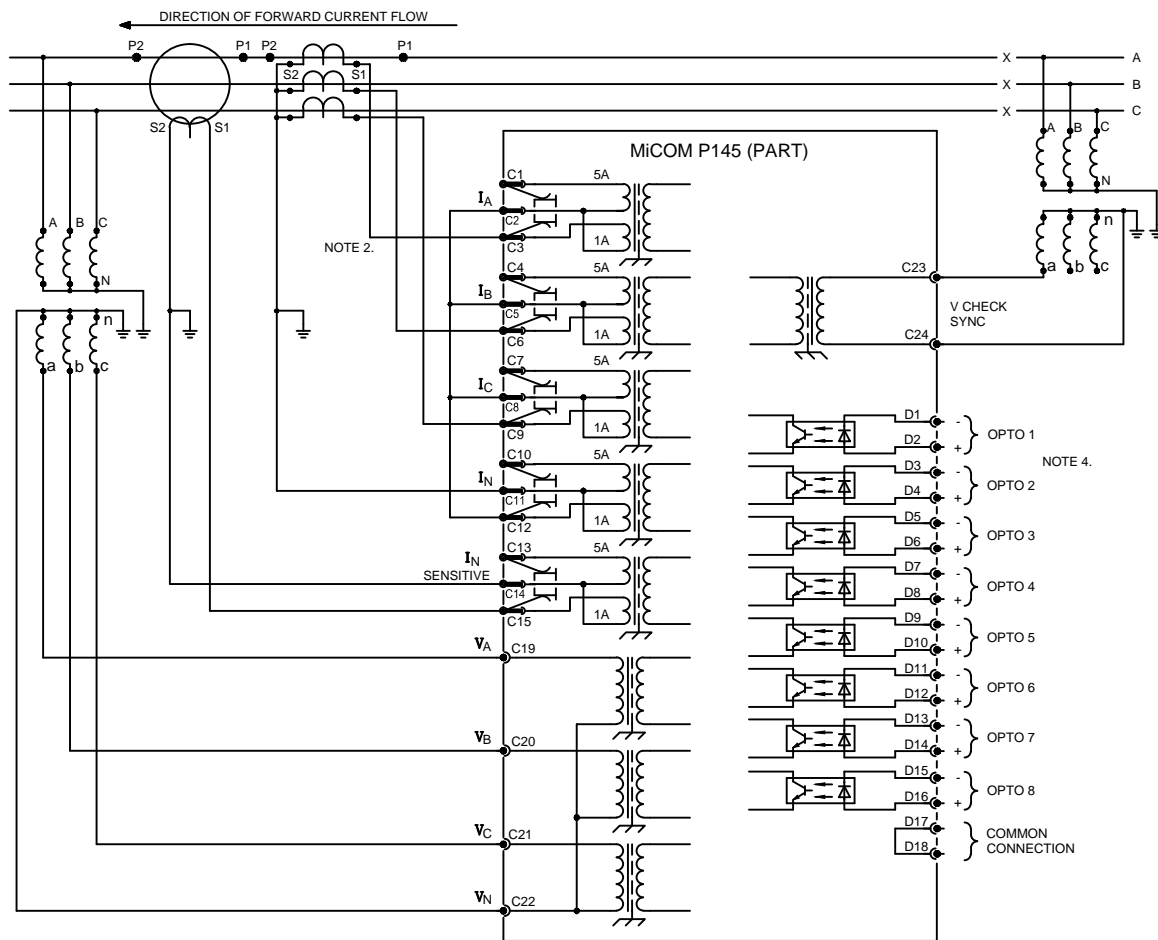 DIRECTION OF FORWARD CURRENT FLOW
P2 P1 P2 P1
S2 S1
X A
X B
X C
S2 S1
A B C
N
n
a b c
MiCOM P145 (PART)
A B C
N
n
a b c
NOTE 2.
C1 5A
IA
C2
C3 1A
C4 5A
IB
C5
C6 1A
C7 5A
IC
C8
C9 1A
C10 5A
IN
C11
C12 1A
C13 5A
IN
SENSITIVE
C14
C15 1A
VA C19
VB C20
VC C21
VN C22
C23
V CHECK
SYNC
C24
D1 -
D2 +
OPTO 1
NOTE 4.
D3 -
D4 +
OPTO 2
D5 -
D6 +
OPTO 3
D7 -
D8 +
OPTO 4
D9 -
D10 +
OPTO 5
D11 -
D12 +
OPTO 6
D13 -
D14 +
OPTO 7
D15 -
D16 +
OPTO 8
D17
D18
COMMON
CONNECTION